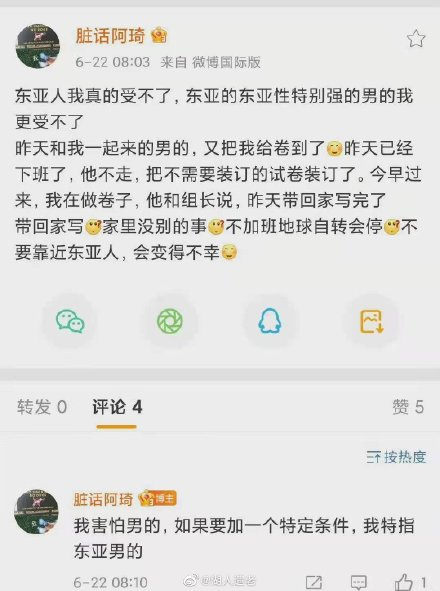 脏话阿琦
6-22 08:03 来自 微博国际版
东亚人我真的受不了，东亚的东亚性特别强的男的我
更受不了
昨天和我一起来的男的，又把我给卷到了昨天已经
下班了，他不走，把不需要装订的试卷装订了。今早过
来，我在做卷子，他和组长说，昨天带回家写完了
带回家写家里没别的事不加班地球自转会停不
要靠近东亚人，会变得不幸
转发 0 评论 4 赞 5
按热度
脏话阿琦 博主
我害怕男的，如果要加一个特定条件，我特指
东亚男的
6-22 08:10
1